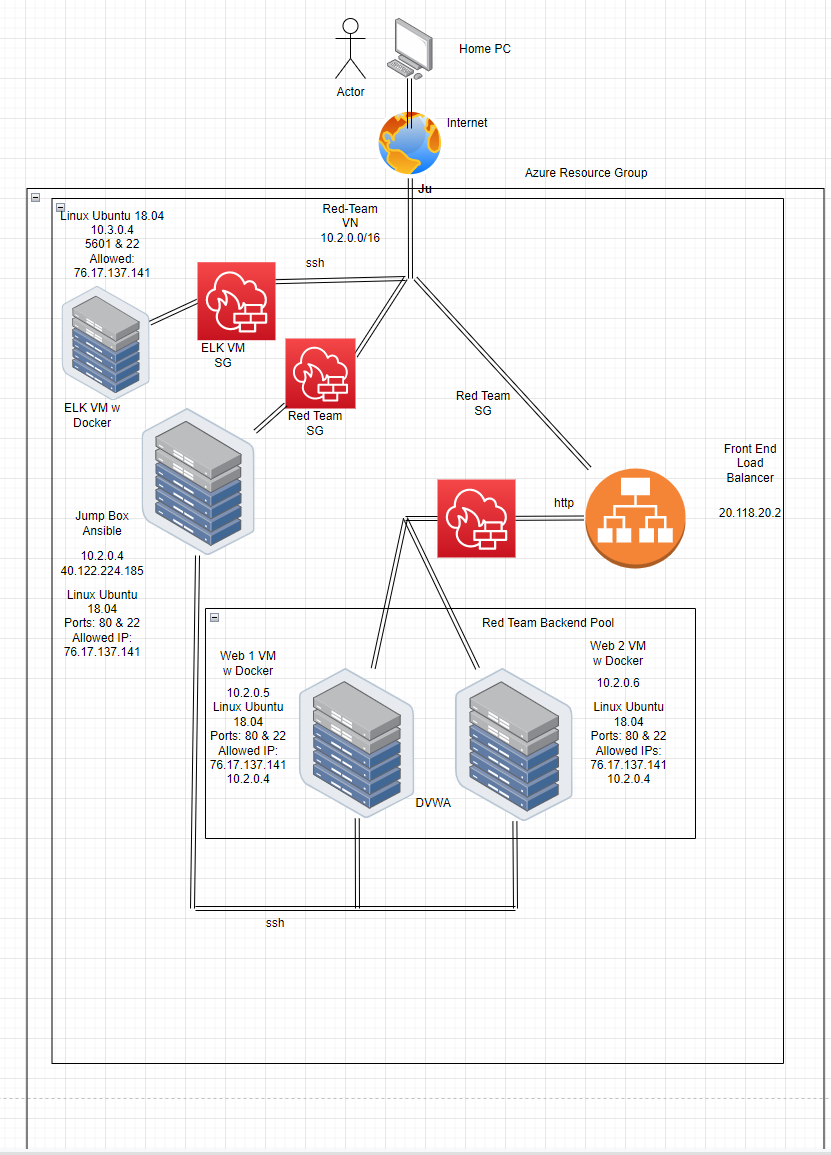 Home PC
Actor
Internet
Azure Resource Group
Ju
Linux Ubuntu 18.04
10.3.0.4
5601 & 22
Allowed:
76.17.137.141
Red-Team
VN
10.2.0.0/16
ssh
ELK VM
SG
Red Team
SG
ELK VM w
Docker
Red Team
SG
Front End
Load
Balancer
20.118.20.2
http
Jump Box
Ansible
10.2.0.4
40.122.224.185
Linux Ubuntu
18.04
Ports: 80 & 22
Allowed IP:
76.17.137.141
Red Team Backend Pool
Web 1 VM
w Docker
10.2.0.5
Linux Ubuntu
18.04
Ports: 80 & 22
Allowed IP:
76.17.137.141
10.2.0.4
Web 2 VM
w Docker
10.2.0.6
Linux Ubuntu
18.04
Ports: 80 & 22
Allowed IPs:
76.17.137.141
10.2.0.4
DVWA
ssh